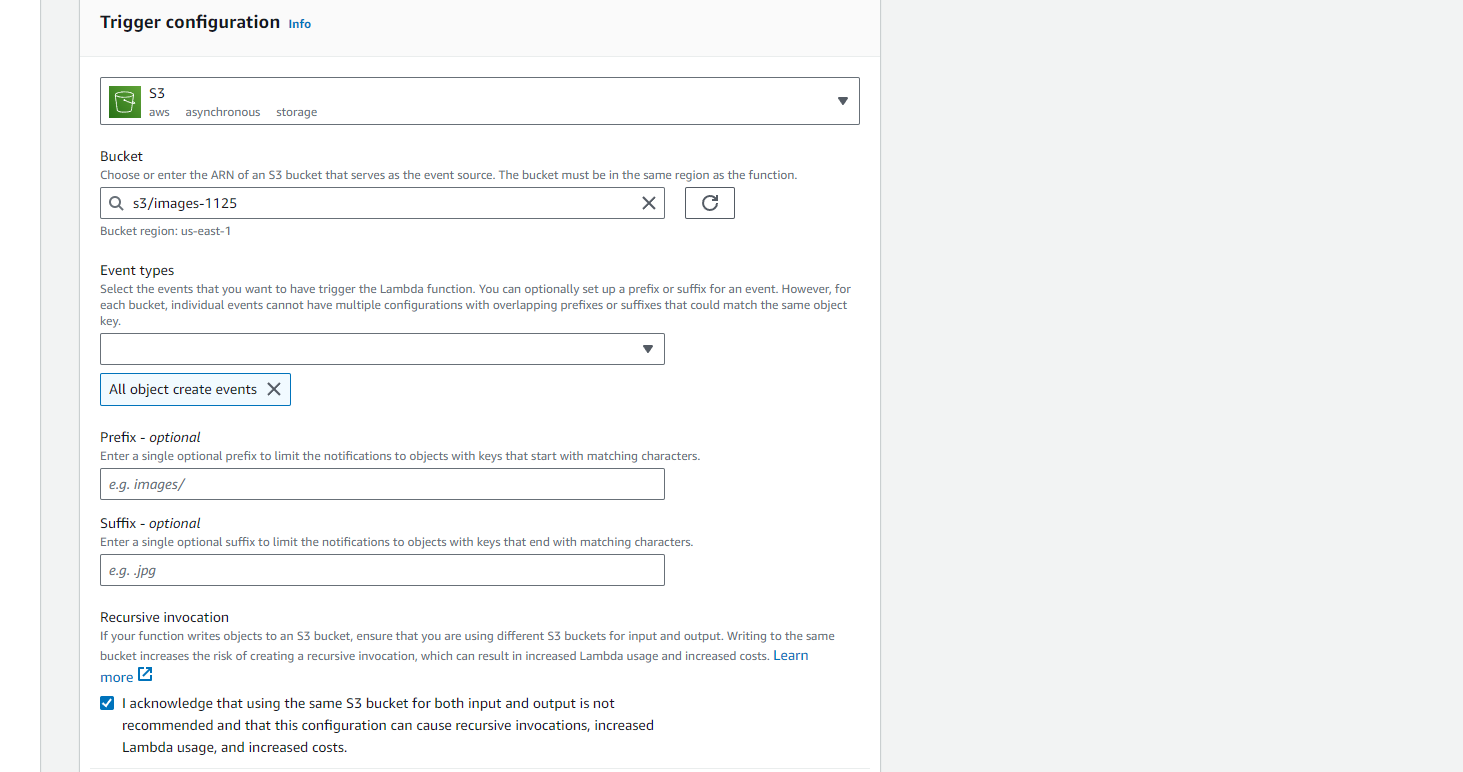 Trigger configuration Info
S3
aws asynchronous storage
Bucket
Choose or enter the ARN of an S3 bucket that serves as the event source. The bucket must be in the same region as the function.
s3/images-1125
Bucket region: us-east-1
Event types
Select the events that you want to have trigger the Lambda function. You can optionally set up a prefix or suffix for an event. However, for
each bucket, individual events cannot have multiple configurations with overlapping prefixes or suffixes that could match the same object
key.
All object create events
Prefix - optional
Enter a single optional prefix to limit the notifications to objects with keys that start with matching characters.
e.g. images/
Suffix - optional
Enter a single optional suffix to limit the notifications to objects with keys that end with matching characters.
e.g. .jpg
Recursive invocation
If your function writes objects to an S3 bucket, ensure that you are using different S3 buckets for input and output. Writing to the same
bucket increases the risk of creating a recursive invocation, which can result in increased Lambda usage and increased costs. Learn
more
I acknowledge that using the same S3 bucket for both input and output is not
recommended and that this configuration can cause recursive invocations, increased
Lambda usage, and increased costs.